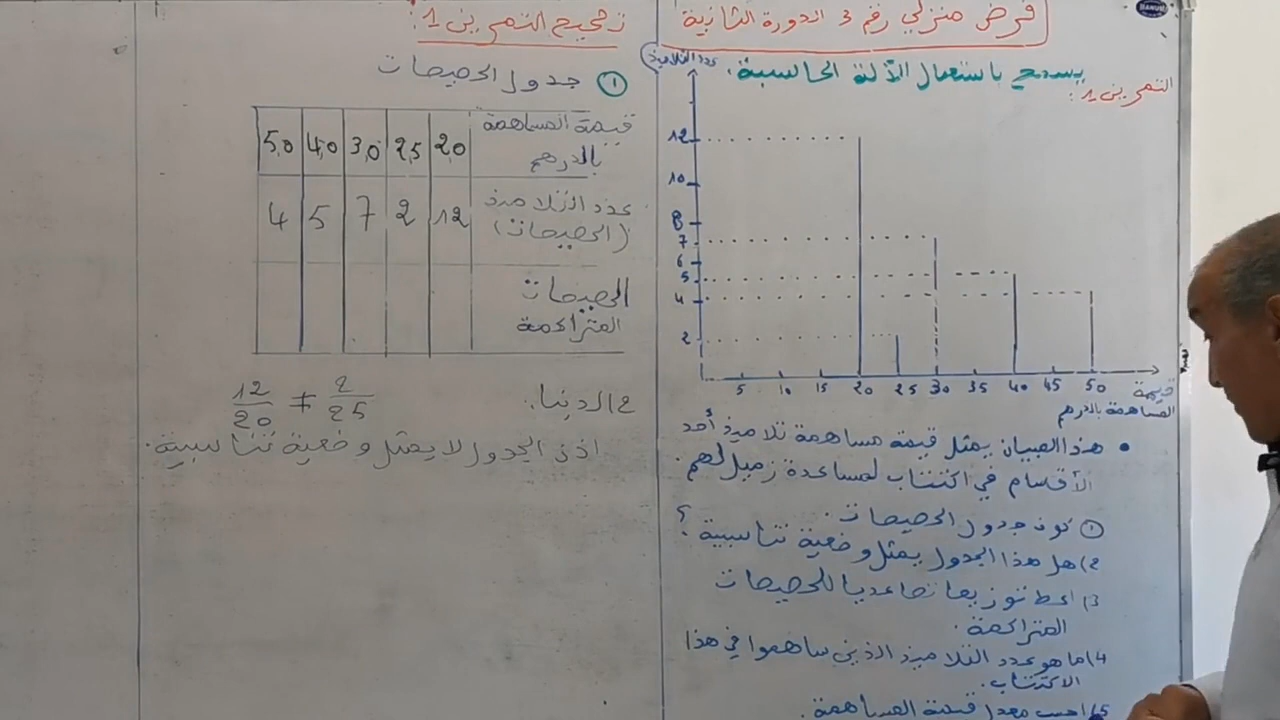 فرض منزلي رقم 3 الدورة الثانية
يسمح باستعمال الآلة الحاسبة.
التمرين 1:
عدد التلاميذ
12
10
8
7
6
5
4
2
5 10 15 20 25 30 35 40 45 50
قيمة
المساهمة بالدرهم
• هذا المبيان يمثل قيمة مساهمة تلاميذ أحد
الأقسام في اكتتاب لمساعدة زميل لهم.
① كون جدول الحصيصات.
2) هل هذا الجدول يمثل وضعية تناسبية؟
3) اعط توزيعا تصاعديا للحصيصات
المتراكمة.
4) ما هو عدد التلاميذ الذين ساهموا في هذا
الاكتتاب.
5) احسب معدل قيمة المساهمة.
تصحيح التمرين 1:
① جدول الحصيصات
قيمة المساهمة
بالدرهم
20 25 30 40 50
عدد التلاميذ
(الحصيصات)
12 2 7 5 4
الحصيصات
المتراكمة
2) لدينا. 12/20 ≠ 2/25
اذن الجدول لا يمثل وضعية تناسبية.